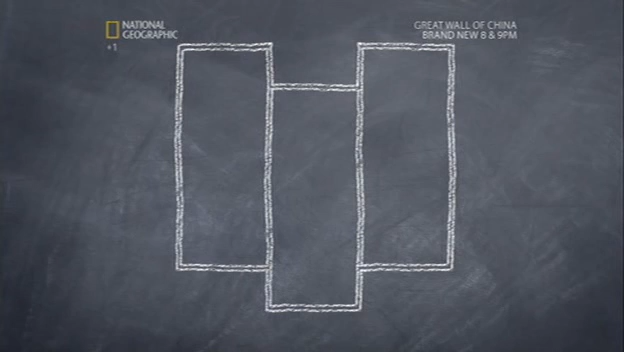 NATIONAL
GEOGRAPHIC
+1
GREAT WALL OF CHINA
BRAND NEW 8 & 9PM